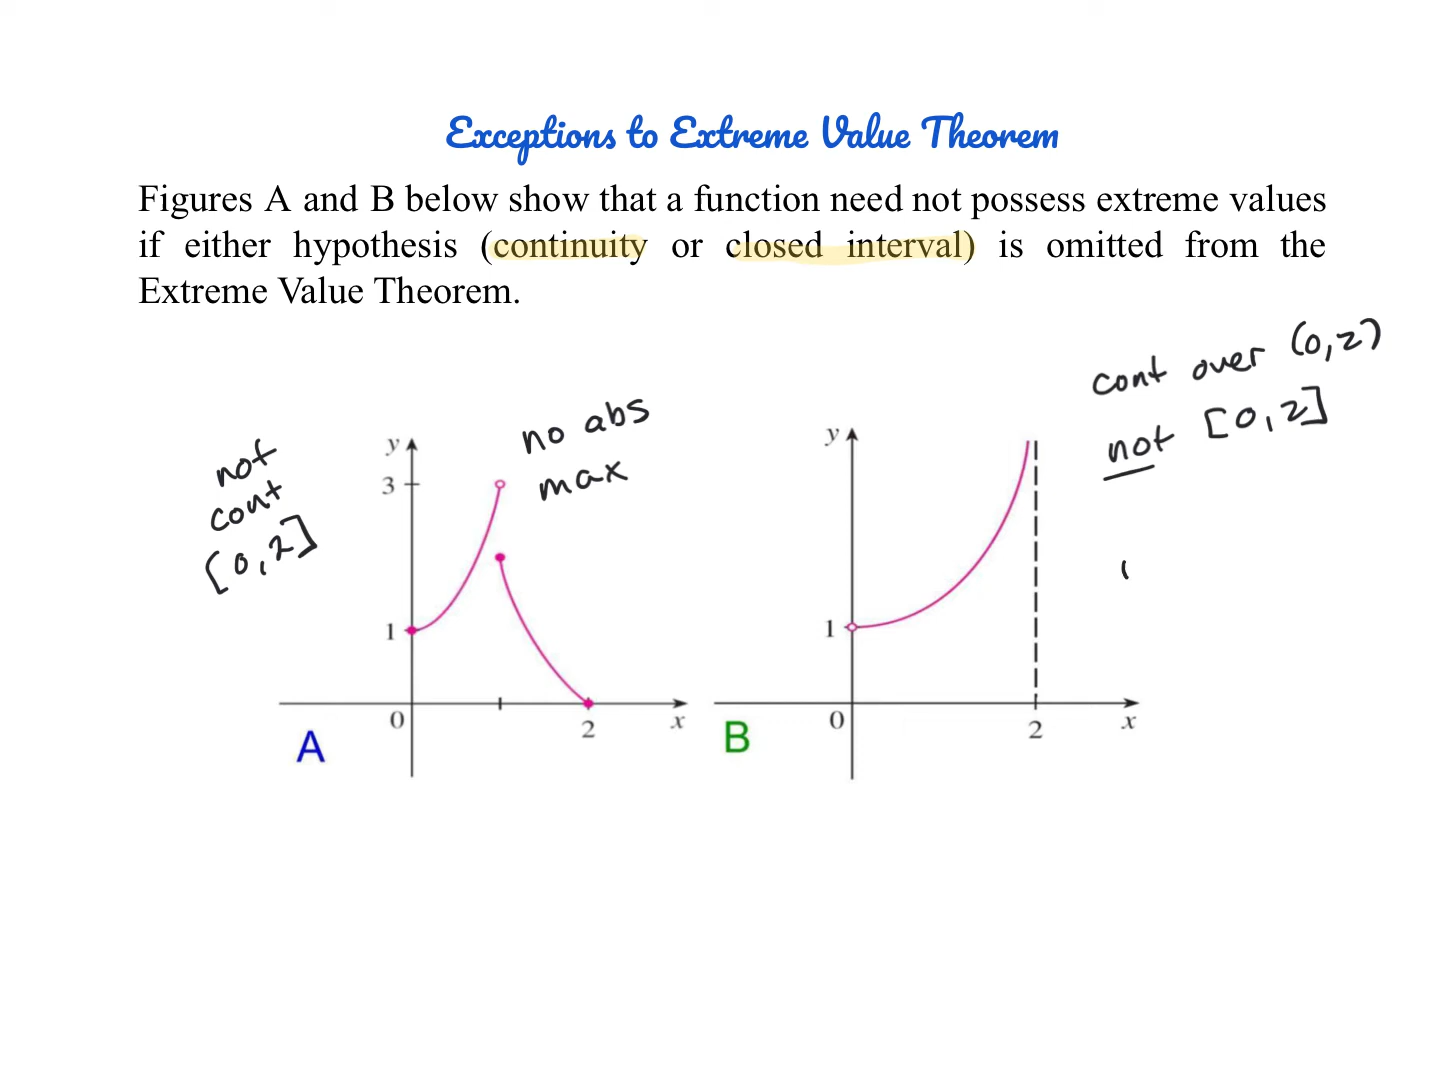 Exceptions to Extreme Value Theorem
Figures A and B below show that a function need not possess extreme values
if either hypothesis (continuity or closed interval) is omitted from the
Extreme Value Theorem.
not
cont
[0,2]
no abs
max
y
3
1
0
2
x
A
cont over (0,2)
not [0,2]
(
y
1
0
2
x
B